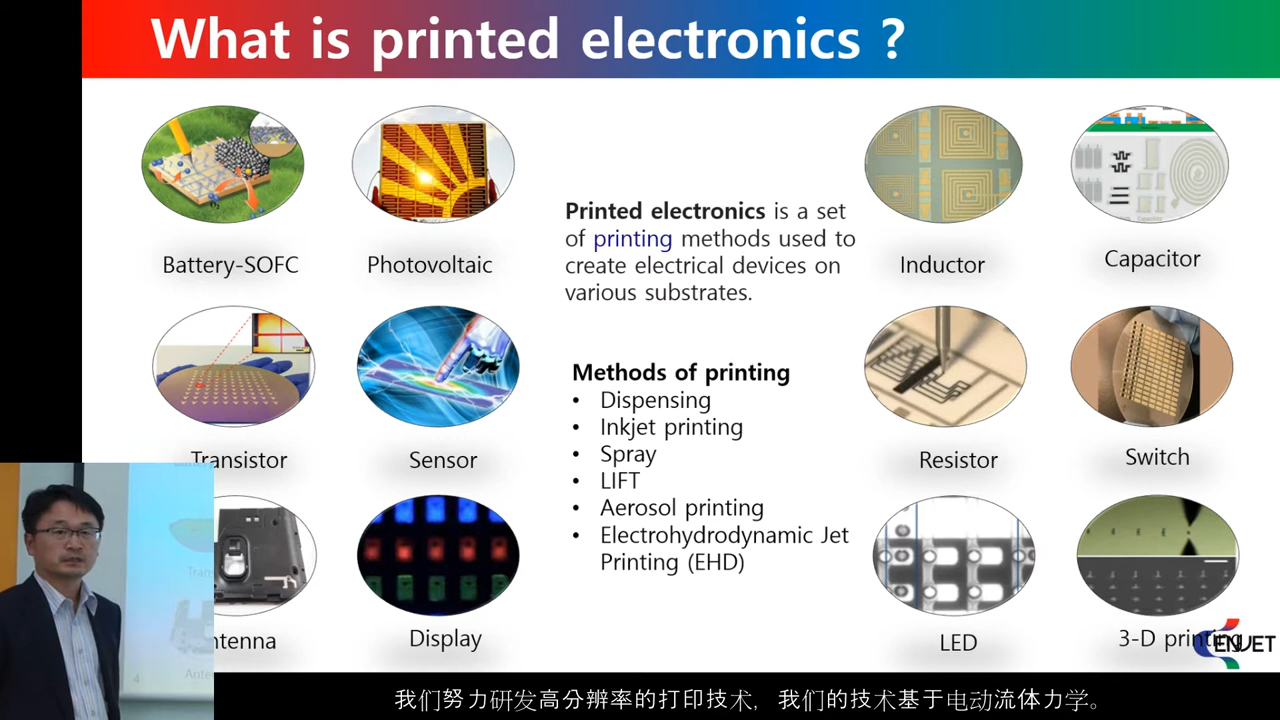 What is printed electronics ?
Battery-SOFC
Photovoltaic
Inductor
Capacitor
Printed electronics is a set
of printing methods used to
create electrical devices on
various substrates.
Transistor
Sensor
Resistor
Switch
Methods of printing
• Dispensing
• Inkjet printing
• Spray
• LIFT
• Aerosol printing
• Electrohydrodynamic Jet
Printing (EHD)
ntenna
Display
LED
3-D printing
ENJET
4
我们努力研发高分辨率的打印技术，我们的技术基于电动流体力学。